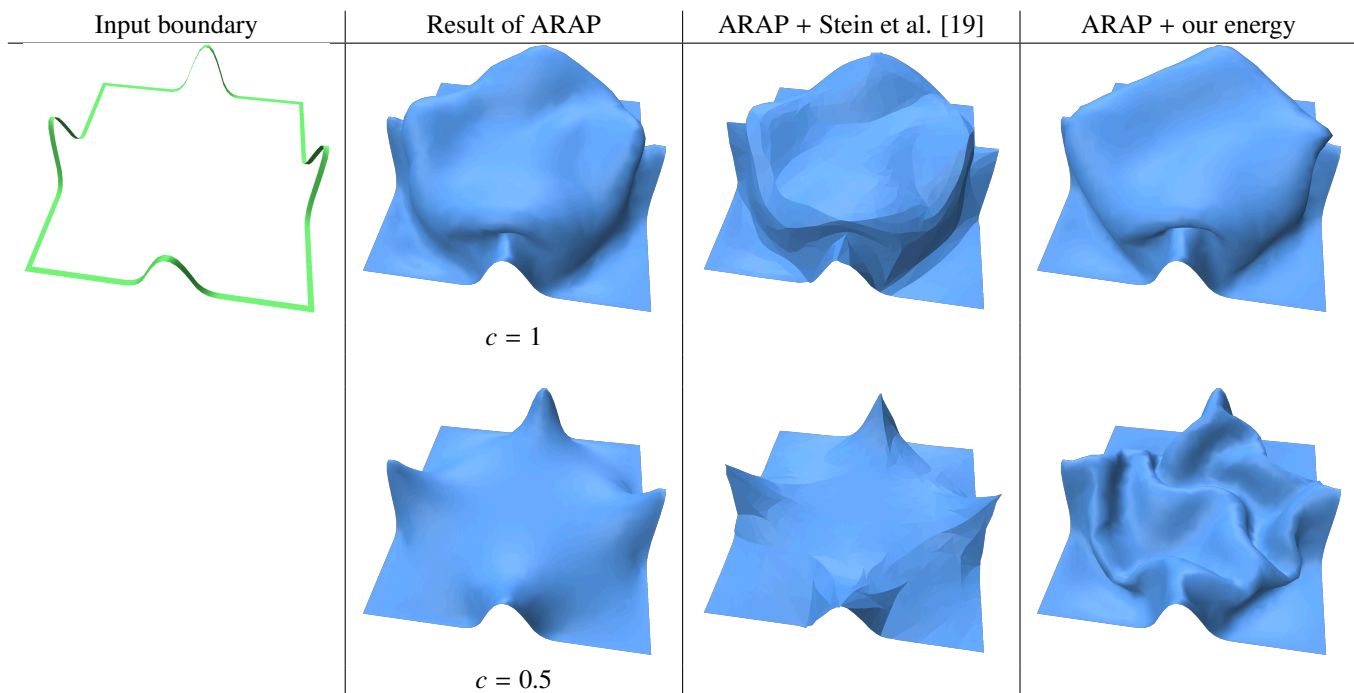 Input boundary
Result of ARAP
ARAP + Stein et al. [19]
ARAP + our energy
c = 1
c = 0.5